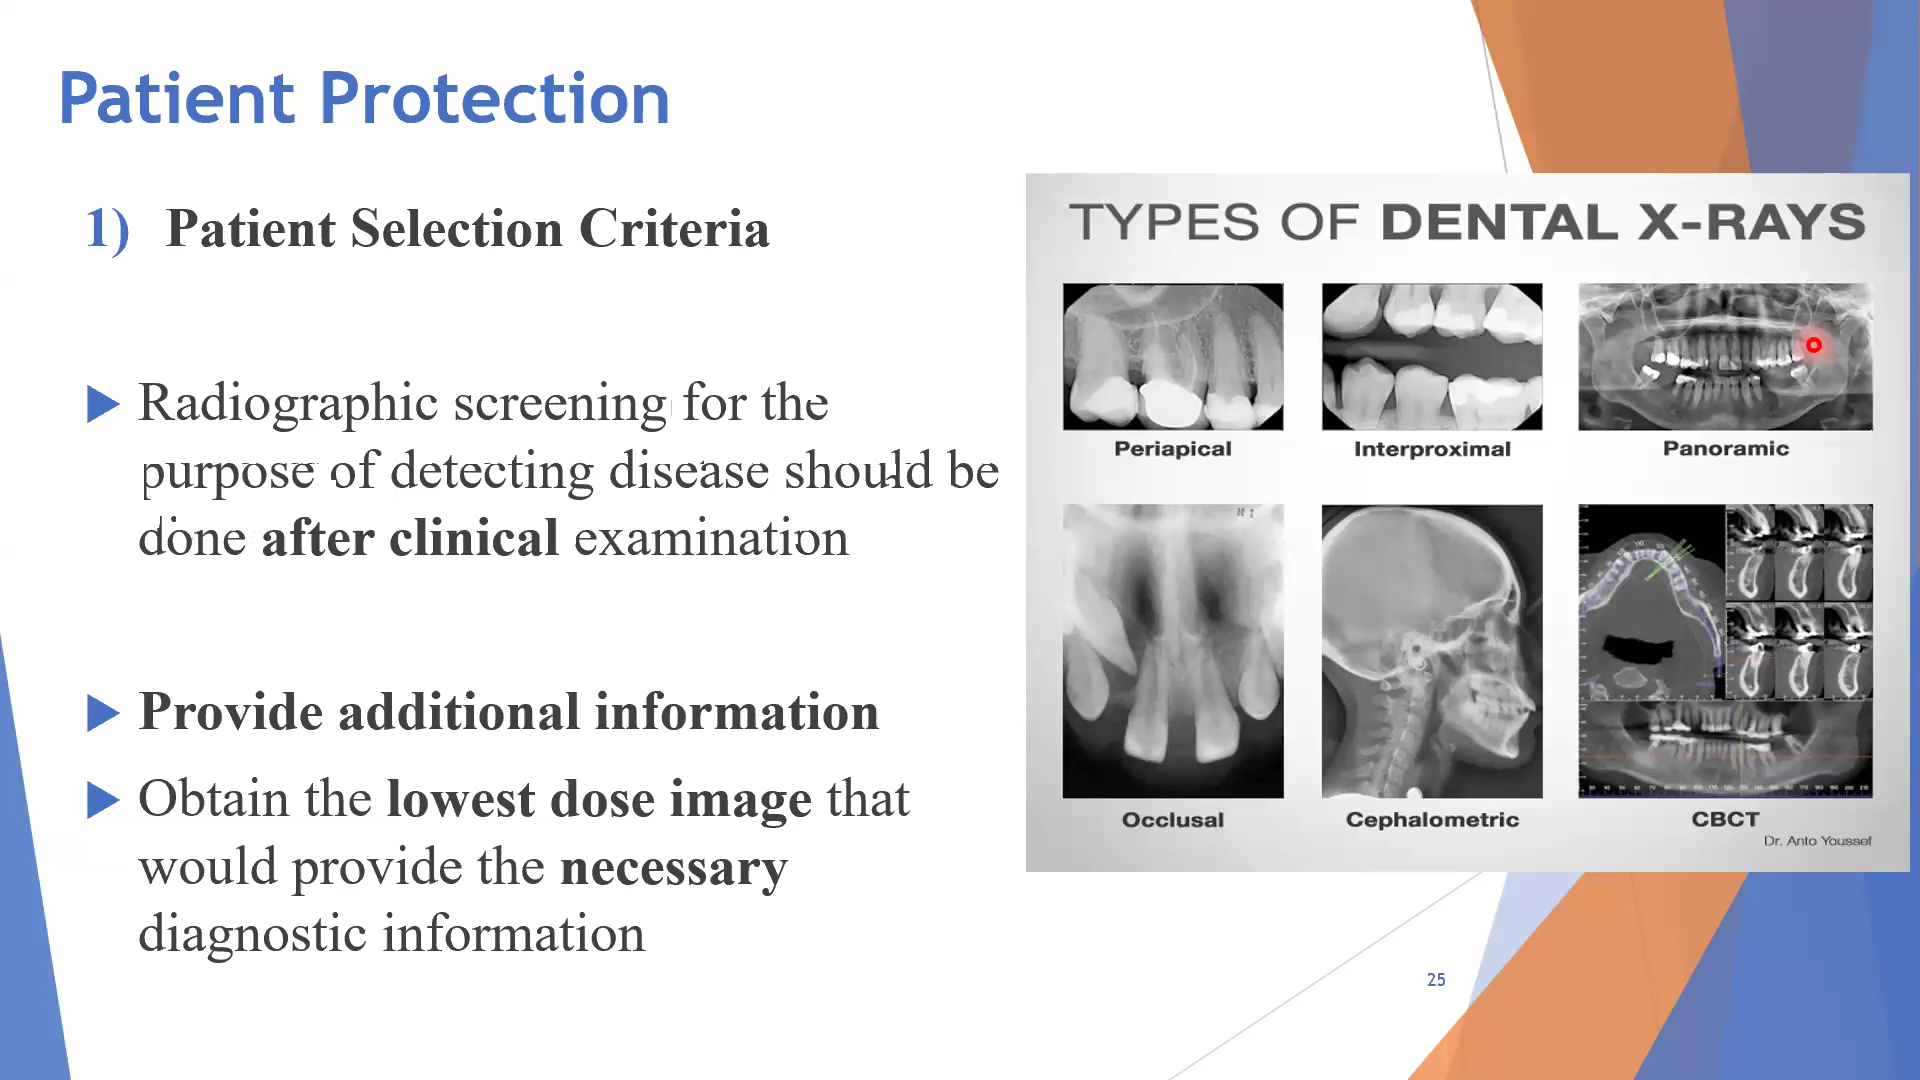 Patient Protection
1) Patient Selection Criteria
Radiographic screening for the
purpose of detecting disease should be
done after clinical examination
Provide additional information
Obtain the lowest dose image that
would provide the necessary
diagnostic information
TYPES OF DENTAL X-RAYS
Periapical
Interproximal
Panoramic
Occlusal
Cephalometric
CBCT
Dr. Anto Youssef
25